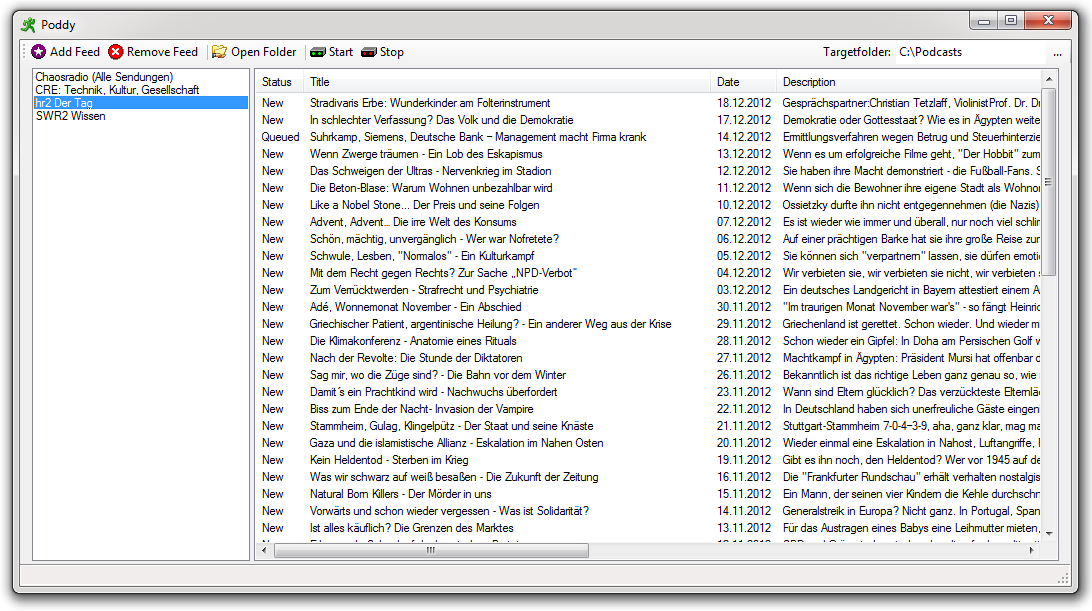 Poddy
Add Feed Remove Feed Open Folder Start Stop Targetfolder: C:\Podcasts ...
Chaosradio (Alle Sendungen)
CRE: Technik, Kultur, Gesellschaft
hr2 Der Tag
SWR2 Wissen
Status Title Date Description
New Stradivaris Erbe: Wunderkinder am Folterinstrument 18.12.2012 Gesprächspartner:Christian Tetzlaff, ViolinistProf. Dr. Dr
New In schlechter Verfassung? Das Volk und die Demokratie 17.12.2012 Demokratie oder Gottesstaat? Wie es in Ägypten weite
Queued Suhrkamp, Siemens, Deutsche Bank – Management macht Firma krank 14.12.2012 Ermittlungsverfahren wegen Betrug und Steuerhinterzie
New Wenn Zwerge träumen - Ein Lob des Eskapismus 13.12.2012 Wenn es um erfolgreiche Filme geht, "Der Hobbit" zum
New Das Schweigen der Ultras - Nervenkrieg im Stadion 12.12.2012 Sie haben ihre Macht demonstriert - die Fußball-Fans. S
New Die Beton-Blase: Warum Wohnen unbezahlbar wird 11.12.2012 Wenn sich die Bewohner ihre eigene Stadt als Wohnor
New Like a Nobel Stone... Der Preis und seine Folgen 10.12.2012 Ossietzky durfte ihn nicht entgegennehmen (die Nazis)
New Advent, Advent... Die irre Welt des Konsums 07.12.2012 Es ist wieder wie immer und überall, nur noch viel schlin
New Schön, mächtig, unvergänglich - Wer war Nofretete? 06.12.2012 Auf einer prächtigen Barke hat sie ihre große Reise zur
New Schwule, Lesben, "Normalos" - Ein Kulturkampf 05.12.2012 Sie können sich "verpartnern" lassen, sie dürfen emoti
New Mit dem Recht gegen Rechts? Zur Sache „NPD-Verbot" 04.12.2012 Wir verbieten sie, wir verbieten sie nicht, wir verbieten
New Zum Verrücktwerden - Strafrecht und Psychiatrie 03.12.2012 Ein deutsches Landgericht in Bayern attestiert einem A
New Adé, Wonnemonat November - Ein Abschied 30.11.2012 "Im traurigen Monat November war's" - so fängt Heinric
New Griechischer Patient, argentinische Heilung? - Ein anderer Weg aus der Krise 29.11.2012 Griechenland ist gerettet. Schon wieder. Und wieder m
New Die Klimakonferenz - Anatomie eines Rituals 28.11.2012 Schon wieder ein Gipfel: In Doha am Persischen Golf w
New Nach der Revolte: Die Stunde der Diktatoren 27.11.2012 Machtkampf in Ägypten: Präsident Mursi hat offenbar d
New Sag mir, wo die Züge sind? - Die Bahn vor dem Winter 26.11.2012 Bekanntlich ist das richtige Leben ganz genau so, wie
New Damit´s ein Prachtkind wird - Nachwuchs überfordert 23.11.2012 Wann sind Eltern glücklich? Das verzückteste Elternlä
New Biss zum Ende der Nacht- Invasion der Vampire 22.11.2012 In Deutschland haben sich unerfreuliche Gäste eingen
New Stammheim, Gulag, Klingelpütz - Der Staat und seine Knäste 21.11.2012 Stuttgart-Stammheim 7-0-4-3-9, aha, ganz klar, mag ma
New Gaza und die islamistische Allianz - Eskalation im Nahen Osten 20.11.2012 Wieder einmal eine Eskalation in Nahost, Luftangriffe,
New Kein Heldentod - Sterben im Krieg 19.11.2012 Gibt es ihn noch, den Heldentod? Wer vor 1945 auf de
New Was wir schwarz auf weiß besaßen - Die Zukunft der Zeitung 16.11.2012 Die "Frankfurter Rundschau" erhält verhalten nostalgis
New Natural Born Killers - Der Mörder in uns 15.11.2012 Ein Mann, der seinen vier Kindern die Kehle durchschn
New Vorwärts und schon wieder vergessen - Was ist Solidarität? 14.11.2012 Generalstreik in Europa? Nicht ganz. In Portugal, Span
New Ist alles käuflich? Die Grenzen des Marktes 13.11.2012 Für das Austragen eines Babys eine Leihmutter mieten,